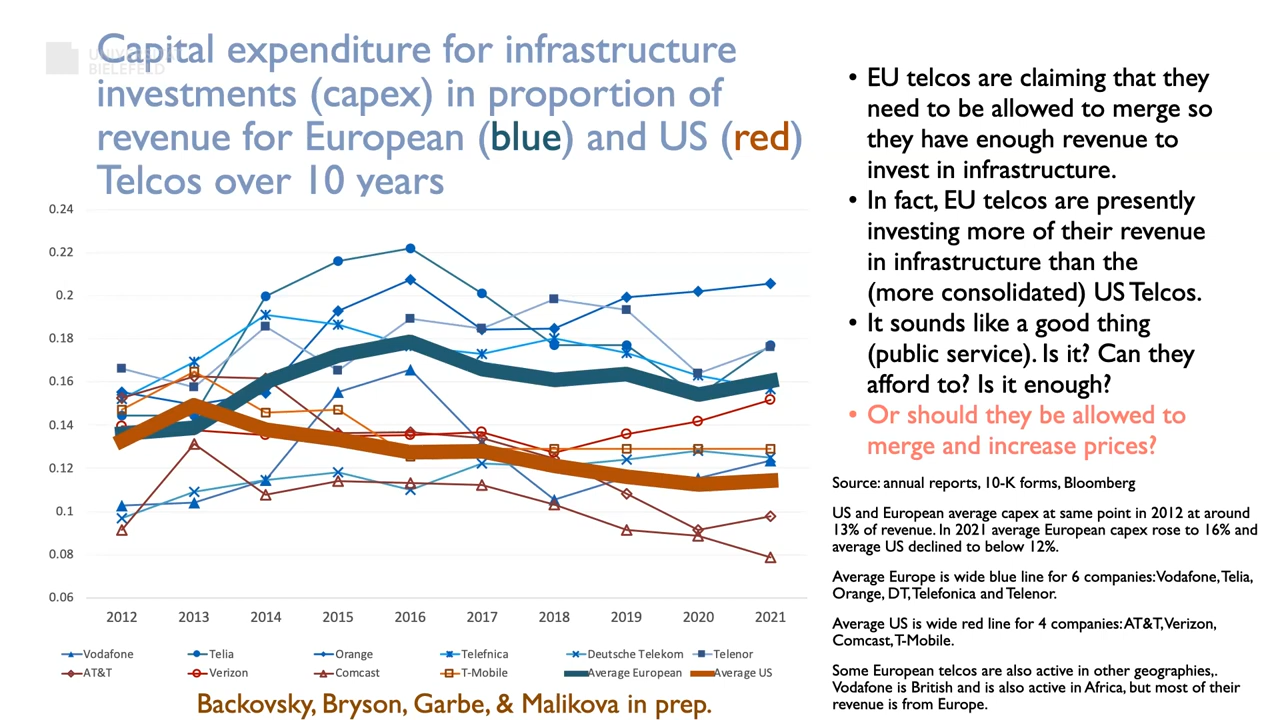 UNIVERSITÄT
BIELEFELD
Capital expenditure for infrastructure
investments (capex) in proportion of
revenue for European (blue) and US (red)
Telcos over 10 years
0.24
0.22
0.2
0.18
0.16
0.14
0.12
0.1
0.08
0.06
2012 2013 2014 2015 2016 2017 2018 2019 2020 2021
Vodafone Telia Orange Telefnica Deutsche Telekom Telenor
AT&T Verizon Comcast T-Mobile Average European Average US
Backovsky, Bryson, Garbe, & Malikova in prep.
• EU telcos are claiming that they
need to be allowed to merge so
they have enough revenue to
invest in infrastructure.
• In fact, EU telcos are presently
investing more of their revenue
in infrastructure than the
(more consolidated) US Telcos.
• It sounds like a good thing
(public service). Is it? Can they
afford to? Is it enough?
• Or should they be allowed to
merge and increase prices?
Source: annual reports, 10-K forms, Bloomberg
US and European average capex at same point in 2012 at around
13% of revenue. In 2021 average European capex rose to 16% and
average US declined to below 12%.
Average Europe is wide blue line for 6 companies: Vodafone, Telia,
Orange, DT, Telefonica and Telenor.
Average US is wide red line for 4 companies: AT&T, Verizon,
Comcast, T-Mobile.
Some European telcos are also active in other geographies,.
Vodafone is British and is also active in Africa, but most of their
revenue is from Europe.